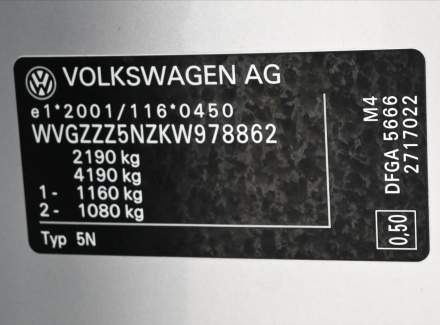 VOLKSWAGEN AG
e1*2001/116*0450
WVGZZZ5NZKW978862
2190 kg
4190 kg
1- 1160 kg
2- 1080 kg
Typ 5N
M4
DFGA 5666
2717022
0,50